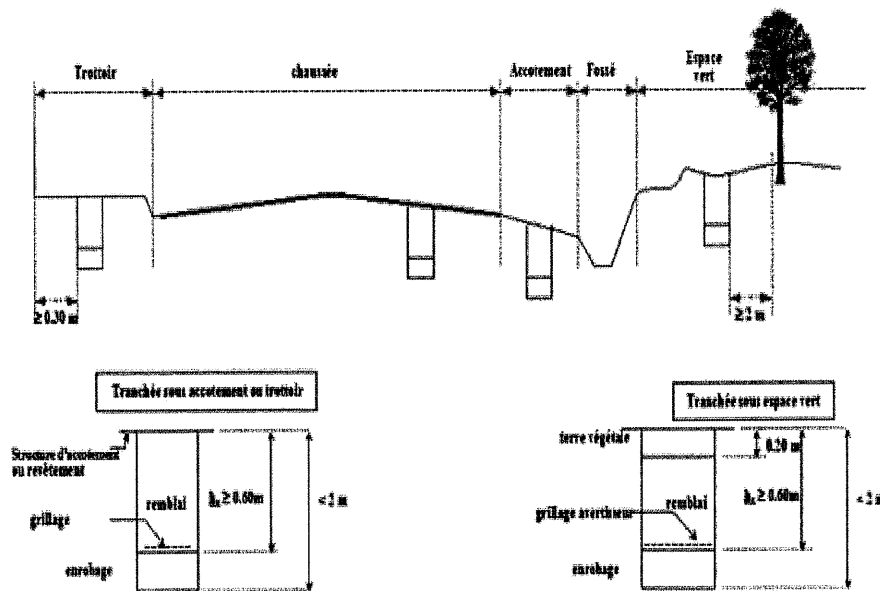 Trottoir
chaussée
Accotement
Fossé
Espace
vert
≥ 0.30 m
≥ 2 m
Tranchée sous accotement ou trottoir
Structure d'accotement
ou revêtement
remblai
grillage
enrobage
≥ 0.60m
< 2 m
Tranchée sous espace vert
terre végétale
0.20 m
remblai
grillage avertisseur
enrobage
≥ 0.60m
< 2 m